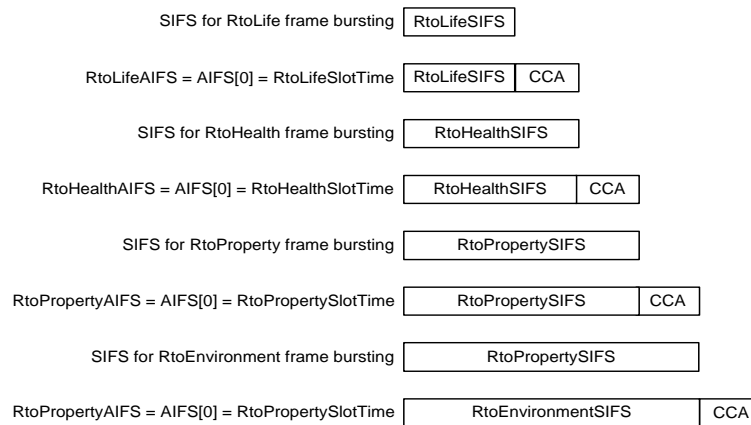 SIFS for RtoLife frame bursting RtoLifeSIFS
RtoLifeAIFS = AIFS[0] = RtoLifeSlotTime RtoLifeSIFS CCA
SIFS for RtoHealth frame bursting RtoHealthSIFS
RtoHealthAIFS = AIFS[0] = RtoHealthSlotTime RtoHealthSIFS CCA
SIFS for RtoProperty frame bursting RtoPropertySIFS
RtoPropertyAIFS = AIFS[0] = RtoPropertySlotTime RtoPropertySIFS CCA
SIFS for RtoEnvironment frame bursting RtoPropertySIFS
RtoPropertyAIFS = AIFS[0] = RtoPropertySlotTime RtoEnvironmentSIFS CCA